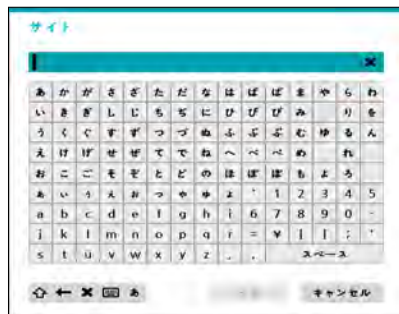 サイト
あ か が さ ざ た だ な は ば ぱ ま や ら わ
い き ぎ し じ ち ぢ に ひ び ぴ み り を
う く ぐ す ず つ づ ぬ ふ ぶ ぷ む ゆ る ん
え け げ せ ぜ て で ね へ べ ぺ め れ
お こ ご そ ぞ と ど の ほ ぼ ぽ も よ ろ
1 2 3 4 5
a b c d e f g h i 6 7 8 9 0 -
j k l m n o p q r = ¥ [ ] ; '
s t u v w x y z , . スペース
あ キャンセル